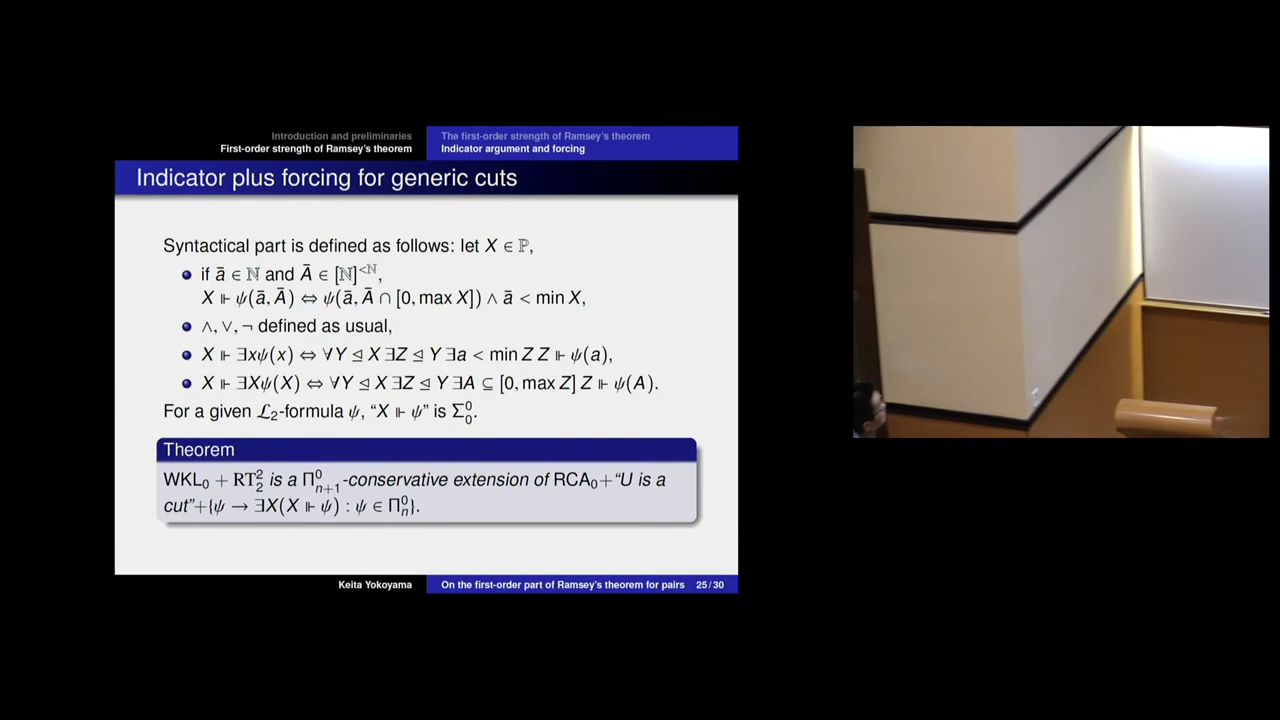 Introduction and preliminaries
First-order strength of Ramsey's theorem
The first-order strength of Ramsey's theorem
Indicator argument and forcing
Indicator plus forcing for generic cuts
Syntactical part is defined as follows: let X ∈ ℙ,
if ā ∈ ℕ and Ā ∈ [ℕ]^{<ℕ},
X ⊩ ψ(ā, Ā) ⇔ ψ(ā, Ā ∩ [0, max X]) ∧ ā < min X,
∧, ∨, ¬ defined as usual,
X ⊩ ∃xψ(x) ⇔ ∀Y ⊴ X ∃Z ⊴ Y ∃a < min Z Z ⊩ ψ(a),
X ⊩ ∃Xψ(X) ⇔ ∀Y ⊴ X ∃Z ⊴ Y ∃A ⊆ [0, max Z] Z ⊩ ψ(A).
For a given ℒ₂-formula ψ, “X ⊩ ψ” is Σ⁰₀.
Theorem
WKL₀ + RT²₂ is a Π⁰ₙ₊₁-conservative extension of RCA₀+“U is a
cut”+{ψ → ∃X(X ⊩ ψ) : ψ ∈ Π⁰ₙ}.
Keita Yokoyama
On the first-order part of Ramsey's theorem for pairs 25 / 30